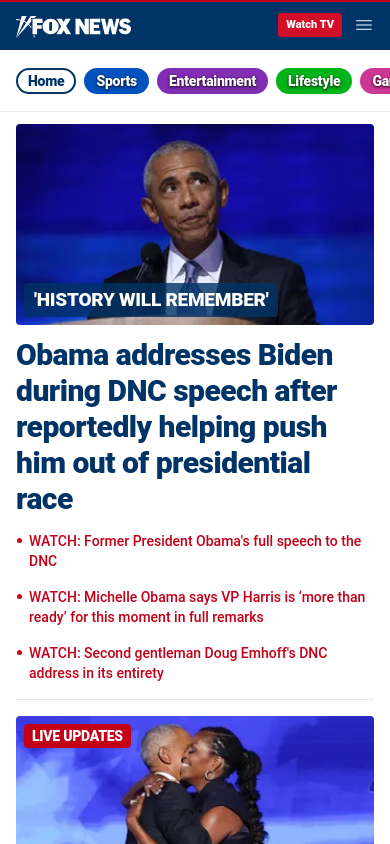 FOX NEWS
Watch TV
Home
Sports
Entertainment
Lifestyle
'HISTORY WILL REMEMBER'
Obama addresses Biden
during DNC speech after
reportedly helping push
him out of presidential
race
• WATCH: Former President Obama's full speech to the
DNC
• WATCH: Michelle Obama says VP Harris is ‘more than
ready’ for this moment in full remarks
• WATCH: Second gentleman Doug Emhoff's DNC
address in its entirety
LIVE UPDATES